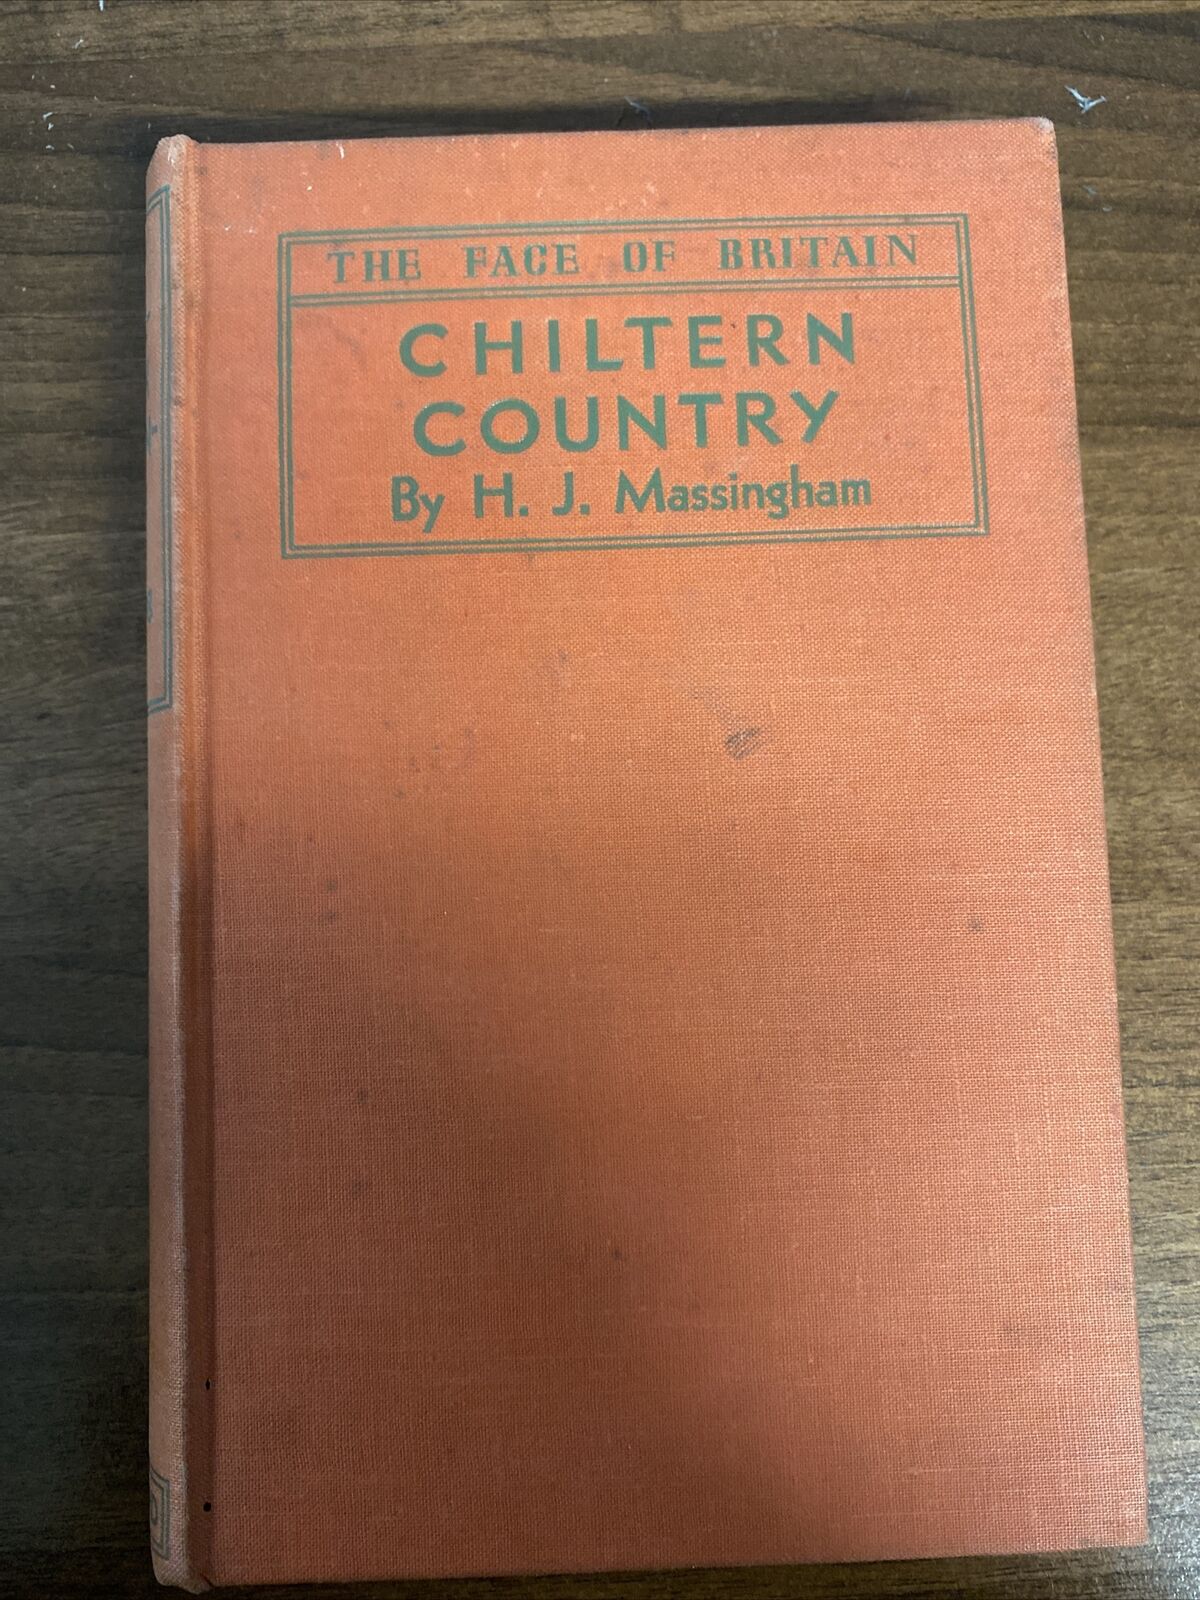 THE FACE OF BRITAIN
CHILTERN
COUNTRY
By H. J. Massingham